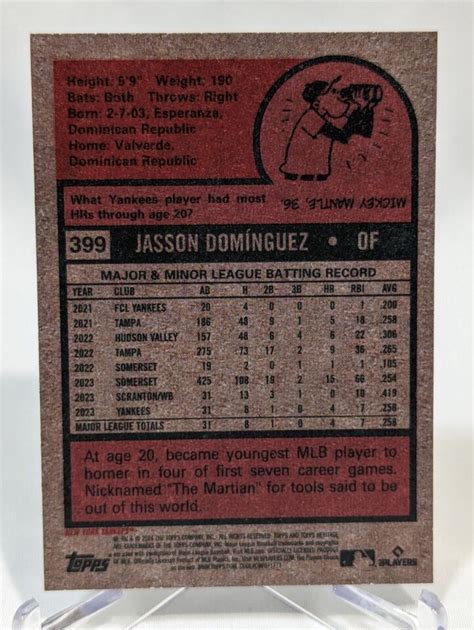 Height: 5'9" Weight: 190
Bats: Both Throws: Right
Born: 2-7-03, Esperanza,
Dominican Republic
Home: Valverde,
Dominican Republic
What Yankees player had most
HRs through age 20?
MICKEY MANTLE, 36
399 JASSON DOMÍNGUEZ • OF
MAJOR & MINOR LEAGUE BATTING RECORD
YEAR CLUB AB H 2B 3B HR RBI AVG
2021 FCL YANKEES 20 4 0 0 0 1 .200
2021 TAMPA 186 48 9 1 5 18 .258
2022 HUDSON VALLEY 157 48 6 4 6 22 .306
2022 TAMPA 275 73 17 2 9 36 .265
2022 SOMERSET 19 2 0 1 1
2023 SOMERSET 425 108 19 2 15 66 .254
2023 SCRANTON/WB 31 13 3 1 0 10 .419
2023 YANKEES 31 8 1 0 4 7 .258
MAJOR LEAGUE TOTALS 31 8 1 0 4 7 .258
At age 20, became youngest MLB player to
homer in four of first seven career games.
Nicknamed "The Martian" for tools said to
be out of this world.
NEW YORK YANKEES®
Topps
PLAYERS